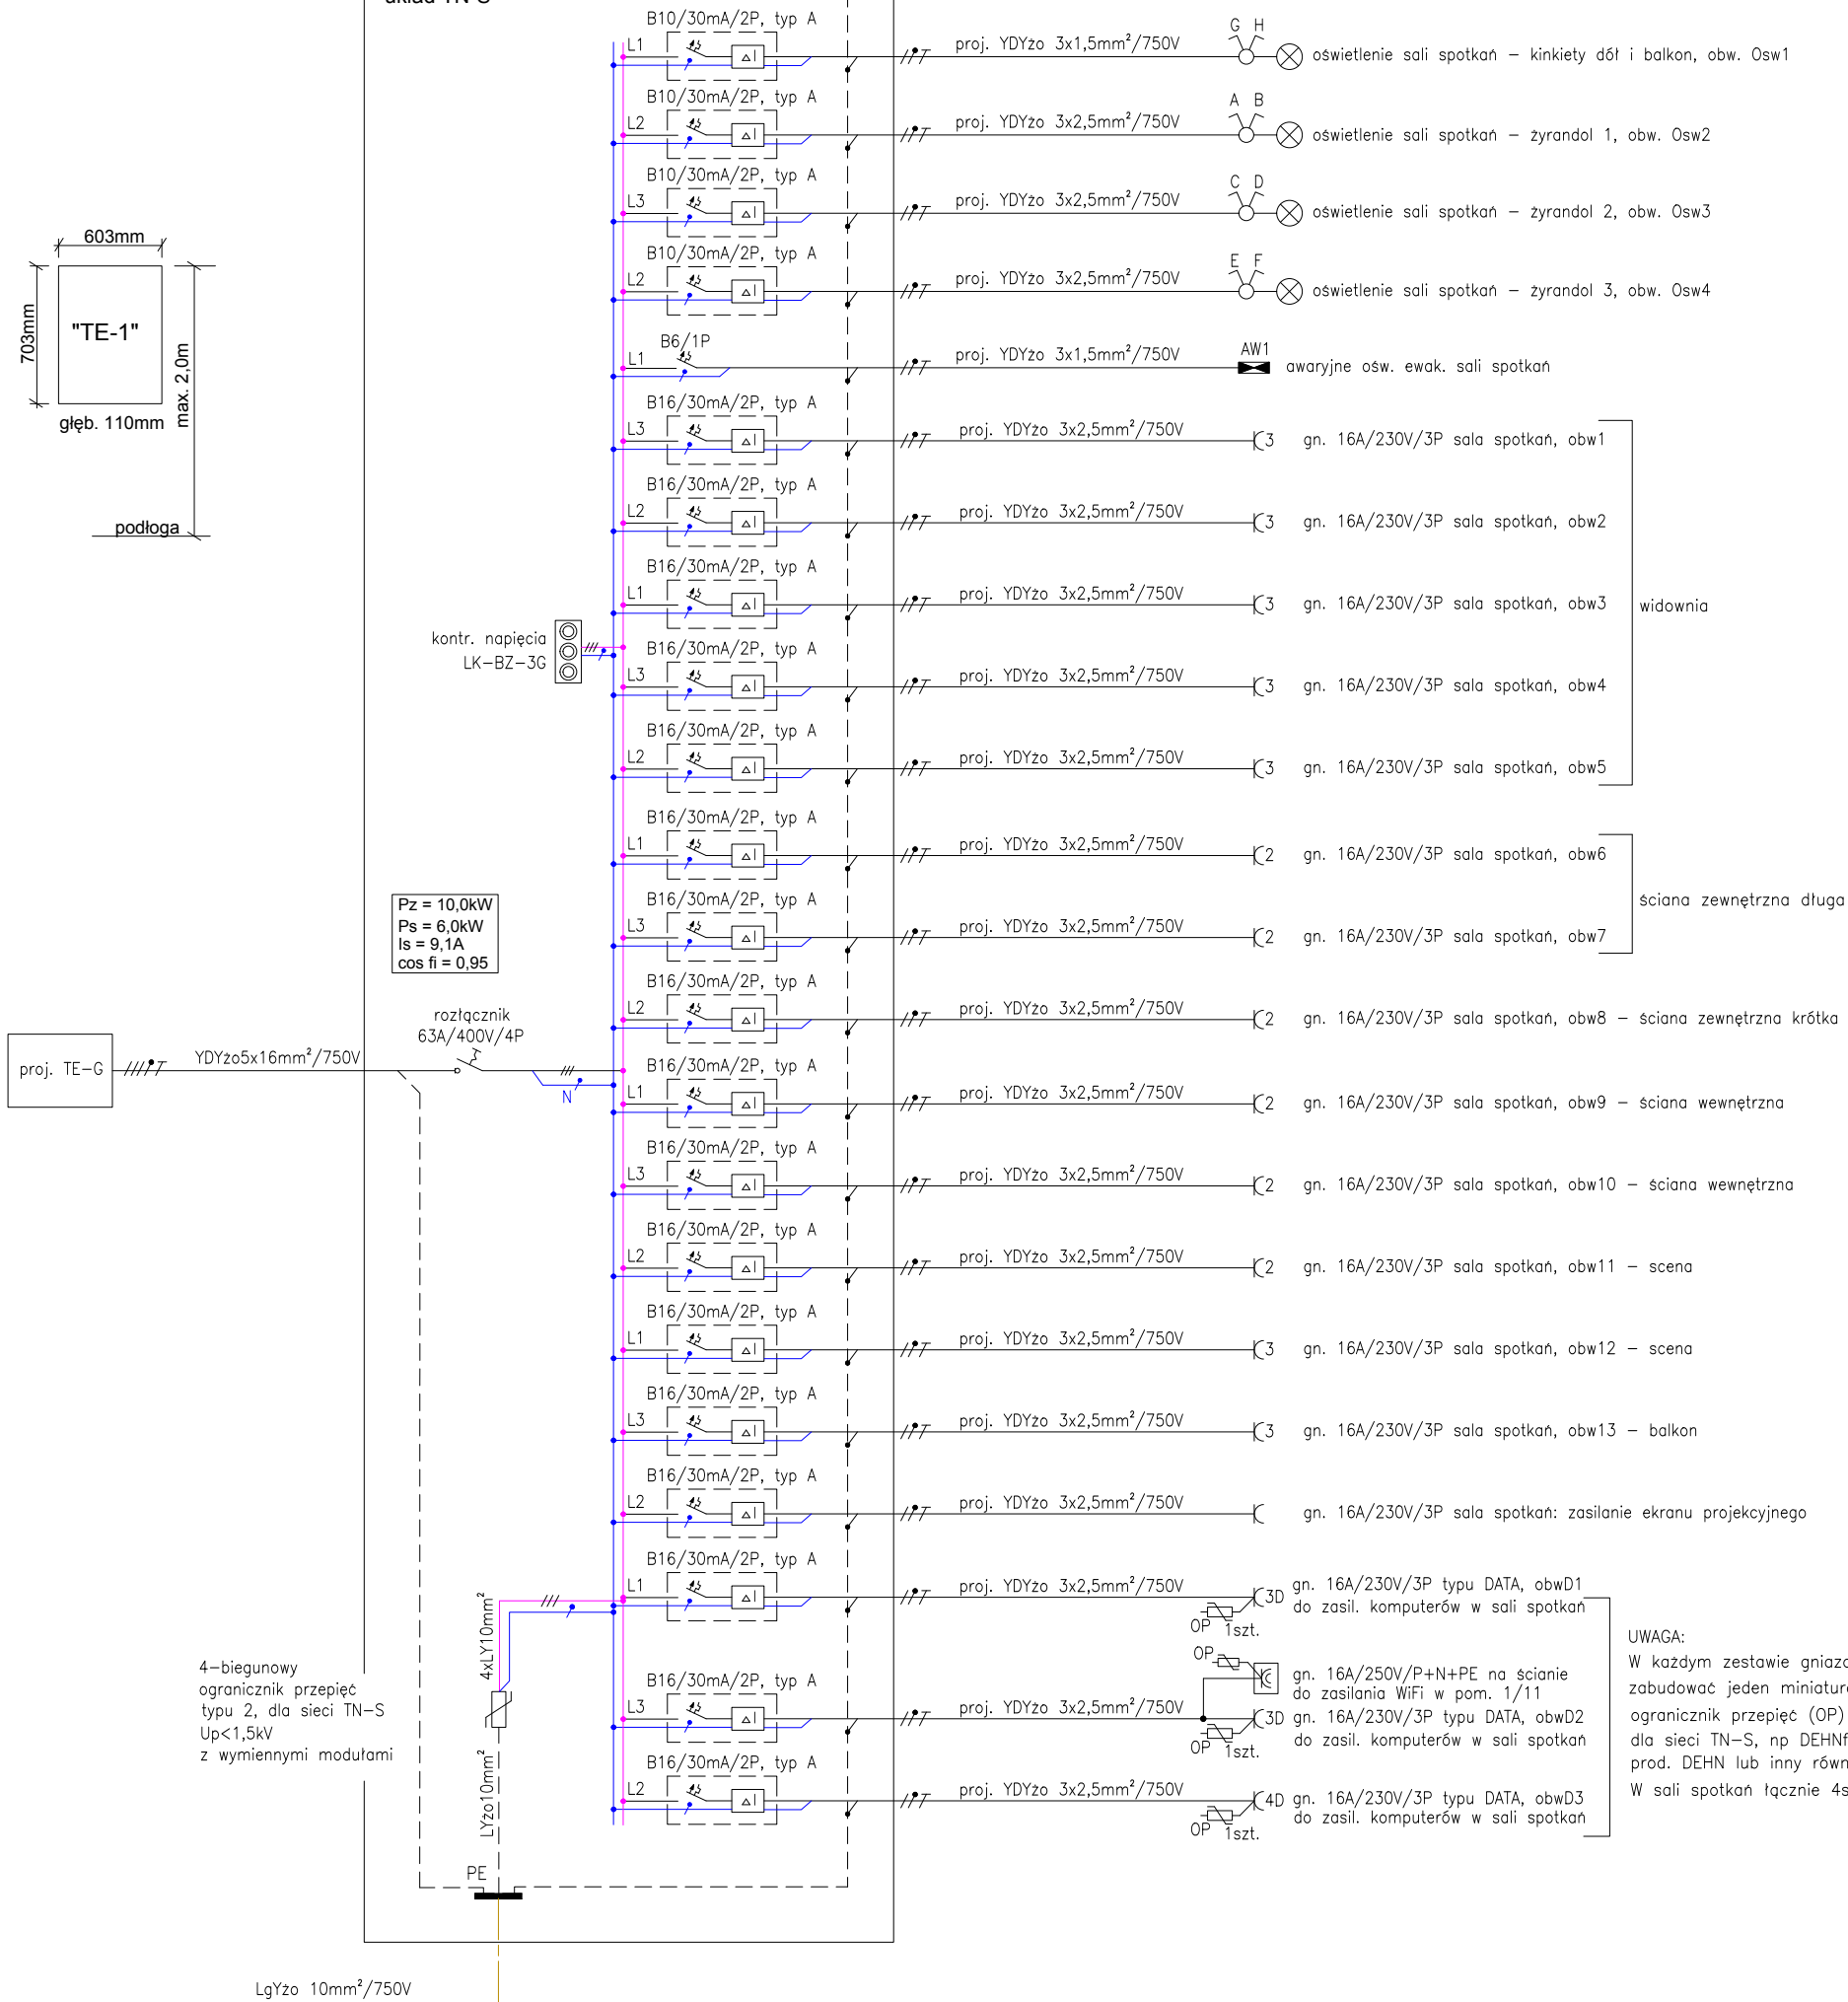 układ TN-S
B10/30mA/2P, typ A
L1
proj. YDYżo 3x1,5mm²/750V
G H
oświetlenie sali spotkań – kinkiety dół i balkon, obw. Osw1
B10/30mA/2P, typ A
L2
proj. YDYżo 3x2,5mm²/750V
A B
oświetlenie sali spotkań – żyrandol 1, obw. Osw2
B10/30mA/2P, typ A
L3
proj. YDYżo 3x2,5mm²/750V
C D
oświetlenie sali spotkań – żyrandol 2, obw. Osw3
B10/30mA/2P, typ A
L2
proj. YDYżo 3x2,5mm²/750V
E F
oświetlenie sali spotkań – żyrandol 3, obw. Osw4
603mm
703mm
"TE-1"
max. 2,0m
głęb. 110mm
podłoga
B6/1P
L1
proj. YDYżo 3x1,5mm²/750V
AW1
awaryjne ośw. ewak. sali spotkań
B16/30mA/2P, typ A
L3
proj. YDYżo 3x2,5mm²/750V
3 gn. 16A/230V/3P sala spotkań, obw1
B16/30mA/2P, typ A
L2
proj. YDYżo 3x2,5mm²/750V
3 gn. 16A/230V/3P sala spotkań, obw2
B16/30mA/2P, typ A
L1
proj. YDYżo 3x2,5mm²/750V
3 gn. 16A/230V/3P sala spotkań, obw3
widownia
kontr. napięcia
LK-BZ-3G
B16/30mA/2P, typ A
L3
proj. YDYżo 3x2,5mm²/750V
3 gn. 16A/230V/3P sala spotkań, obw4
B16/30mA/2P, typ A
L2
proj. YDYżo 3x2,5mm²/750V
3 gn. 16A/230V/3P sala spotkań, obw5
B16/30mA/2P, typ A
L1
proj. YDYżo 3x2,5mm²/750V
2 gn. 16A/230V/3P sala spotkań, obw6
ściana zewnętrzna długa
Pz = 10,0kW
Ps = 6,0kW
Is = 9,1A
cos fi = 0,95
B16/30mA/2P, typ A
L3
proj. YDYżo 3x2,5mm²/750V
2 gn. 16A/230V/3P sala spotkań, obw7
B16/30mA/2P, typ A
L2
proj. YDYżo 3x2,5mm²/750V
2 gn. 16A/230V/3P sala spotkań, obw8 – ściana zewnętrzna krótka
rozłącznik
63A/400V/4P
proj. TE-G
YDYżo5x16mm²/750V
N
B16/30mA/2P, typ A
L1
proj. YDYżo 3x2,5mm²/750V
2 gn. 16A/230V/3P sala spotkań, obw9 – ściana wewnętrzna
B16/30mA/2P, typ A
L3
proj. YDYżo 3x2,5mm²/750V
2 gn. 16A/230V/3P sala spotkań, obw10 – ściana wewnętrzna
B16/30mA/2P, typ A
L2
proj. YDYżo 3x2,5mm²/750V
2 gn. 16A/230V/3P sala spotkań, obw11 – scena
B16/30mA/2P, typ A
L1
proj. YDYżo 3x2,5mm²/750V
3 gn. 16A/230V/3P sala spotkań, obw12 – scena
B16/30mA/2P, typ A
L3
proj. YDYżo 3x2,5mm²/750V
3 gn. 16A/230V/3P sala spotkań, obw13 – balkon
B16/30mA/2P, typ A
L2
proj. YDYżo 3x2,5mm²/750V
gn. 16A/230V/3P sala spotkań: zasilanie ekranu projekcyjnego
B16/30mA/2P, typ A
L1
proj. YDYżo 3x2,5mm²/750V
3D gn. 16A/230V/3P typu DATA, obwD1
do zasil. komputerów w sali spotkań
OP 1szt.
4xLY10mm²
4-biegunowy
ogranicznik przepięć
typu 2, dla sieci TN-S
Up<1,5kV
z wymiennymi modułami
LYżo10mm²
OP
gn. 16A/250V/P+N+PE na ścianie
do zasilania WiFi w pom. 1/11
B16/30mA/2P, typ A
L3
proj. YDYżo 3x2,5mm²/750V
3D gn. 16A/230V/3P typu DATA, obwD2
do zasil. komputerów w sali spotkań
OP 1szt.
B16/30mA/2P, typ A
L2
proj. YDYżo 3x2,5mm²/750V
4D gn. 16A/230V/3P typu DATA, obwD3
do zasil. komputerów w sali spotkań
OP 1szt.
UWAGA:
W każdym zestawie gniazd
zabudować jeden miniatur
ogranicznik przepięć (OP)
dla sieci TN-S, np DEHNf
prod. DEHN lub inny równ
W sali spotkań łącznie 4s
PE
LgYżo 10mm²/750V